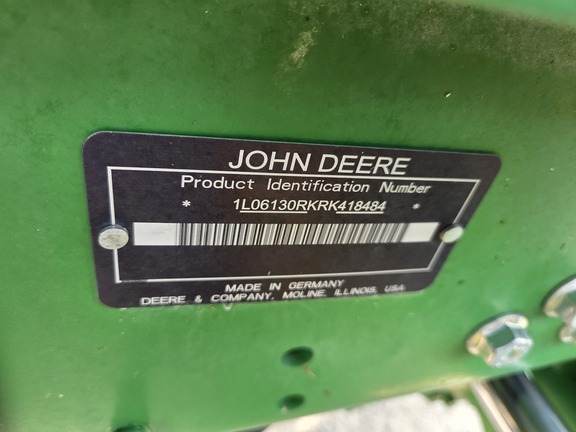 JOHN DEERE
Product Identification Number
* 1L06130RKRK418484 *
MADE IN GERMANY
DEERE & COMPANY, MOLINE, ILLINOIS, USA